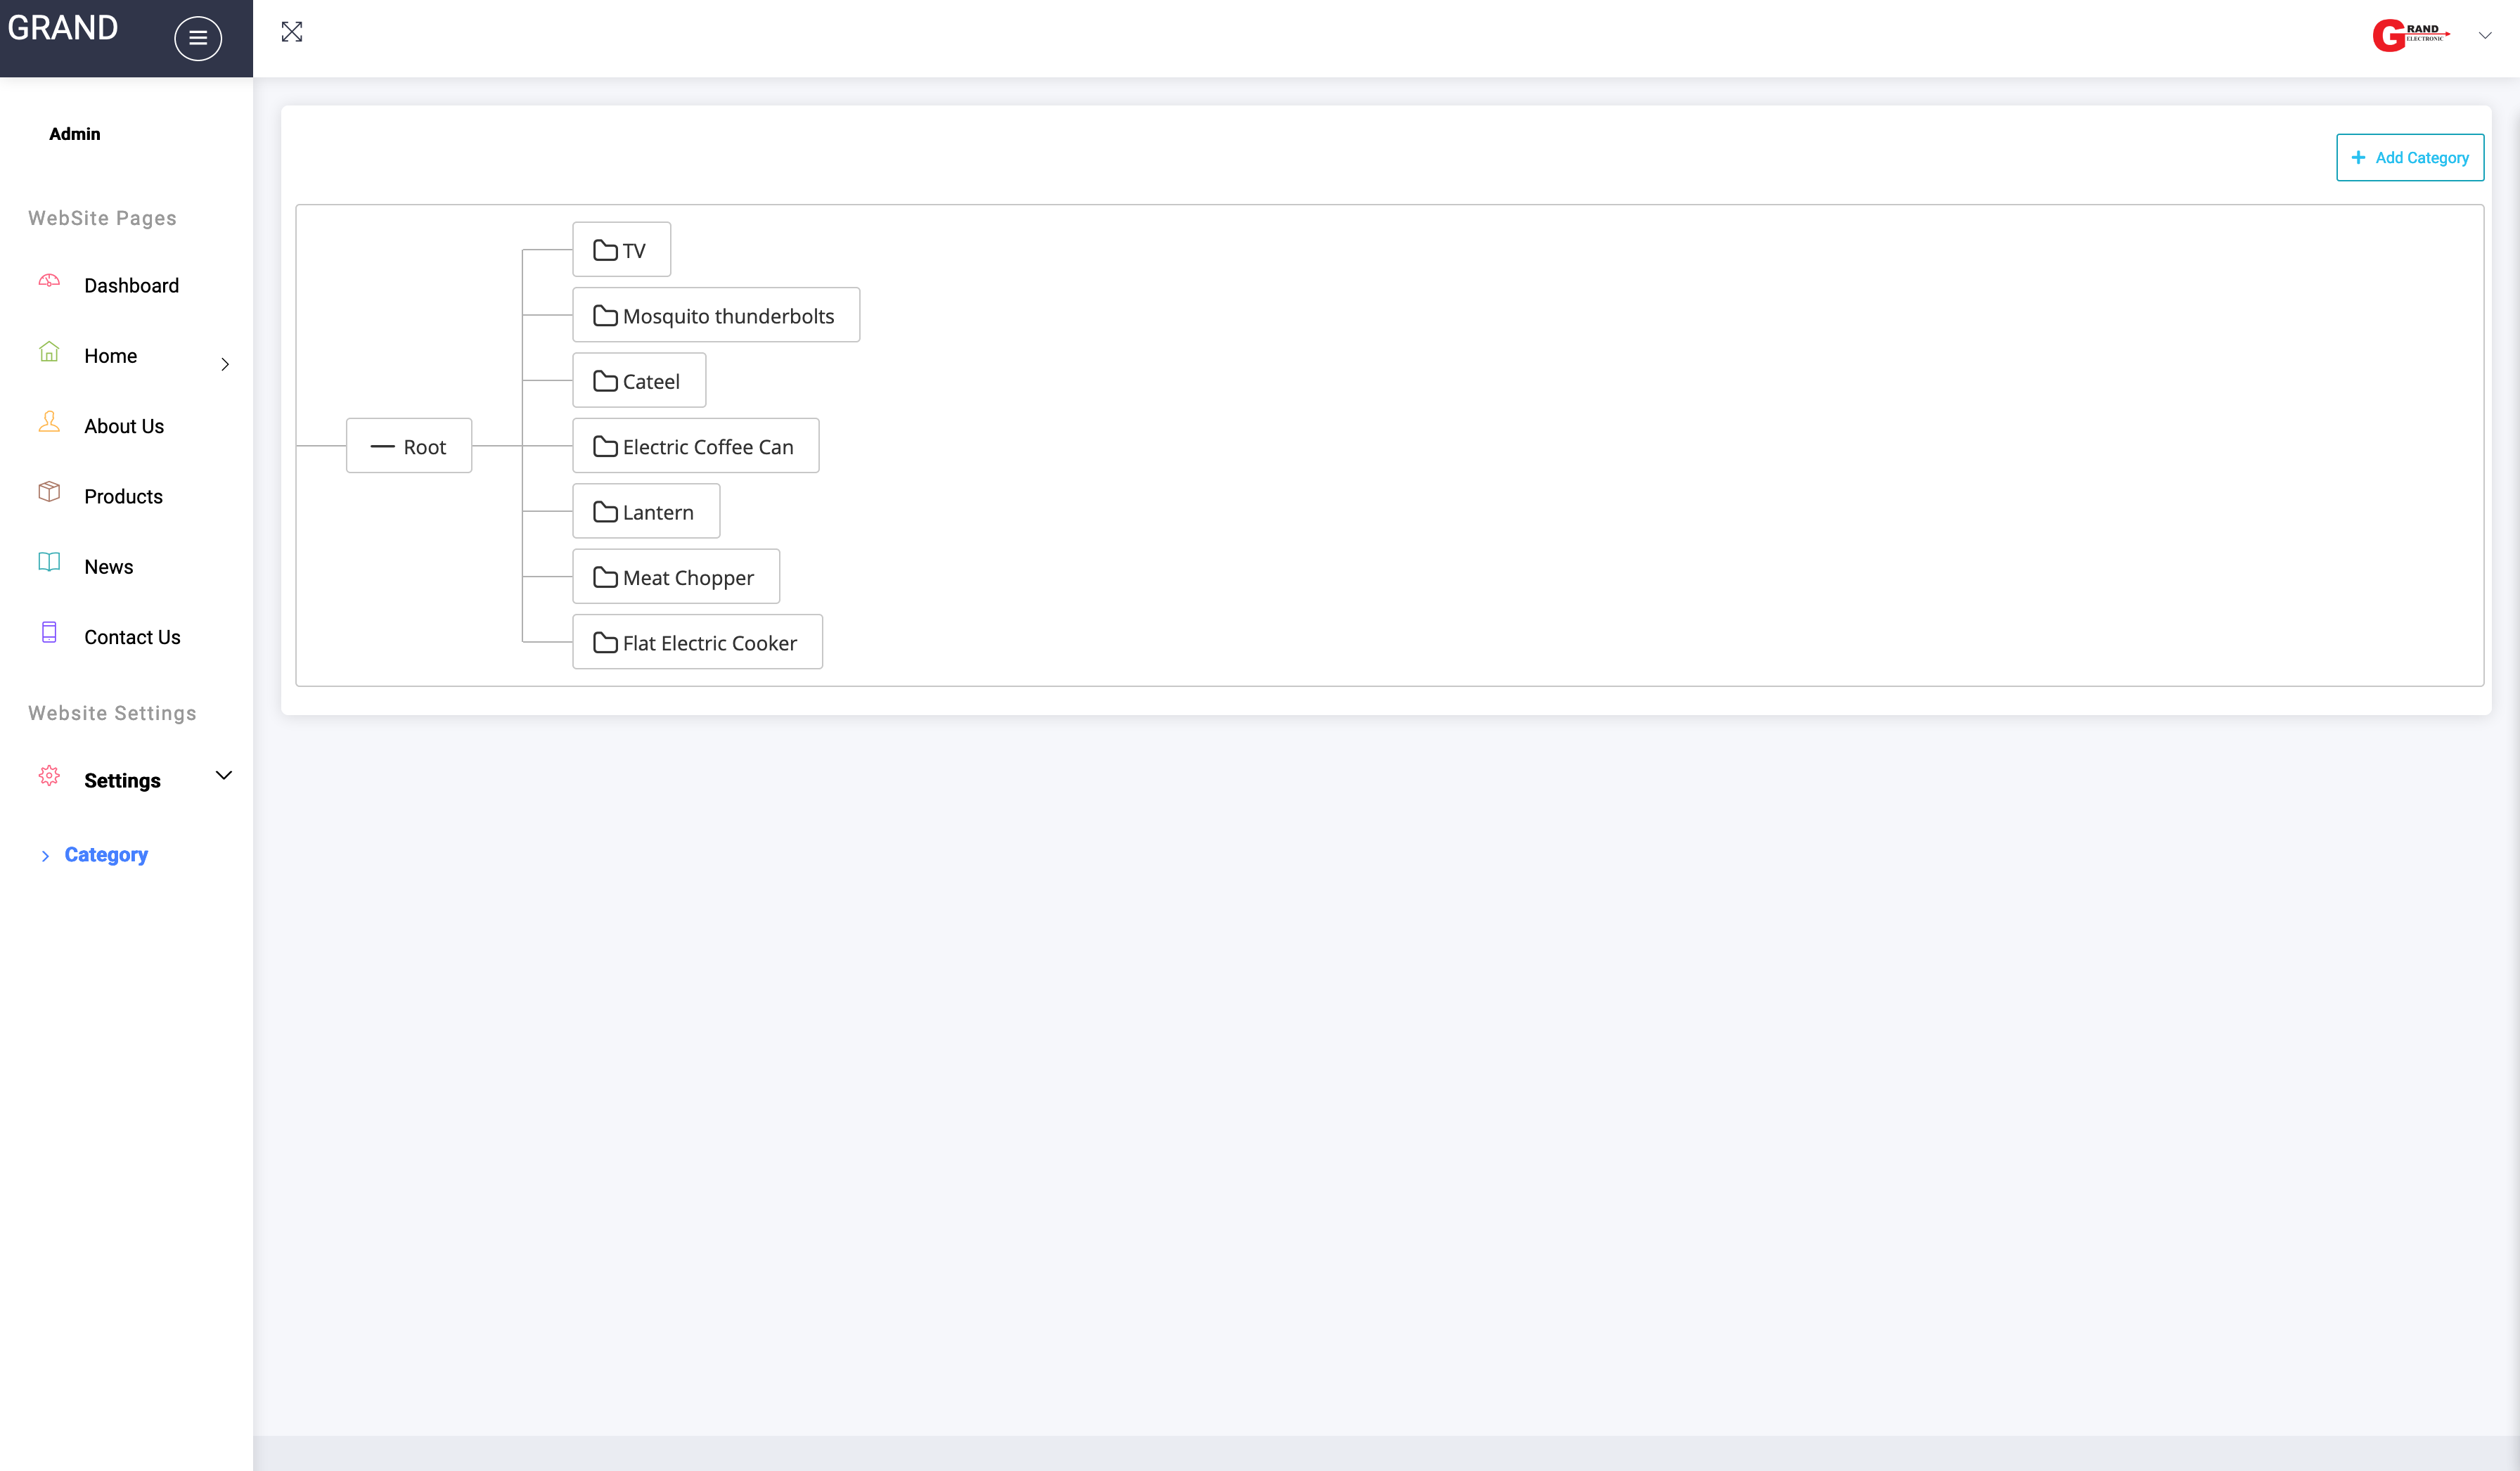 GRAND
GRAND
ELECTRONIC
Admin
Add Category
WebSite Pages
Dashboard
Home
About Us
Products
News
Contact Us
Website Settings
Settings
Category
TV
Mosquito thunderbolts
Cateel
Root
Electric Coffee Can
Lantern
Meat Chopper
Flat Electric Cooker